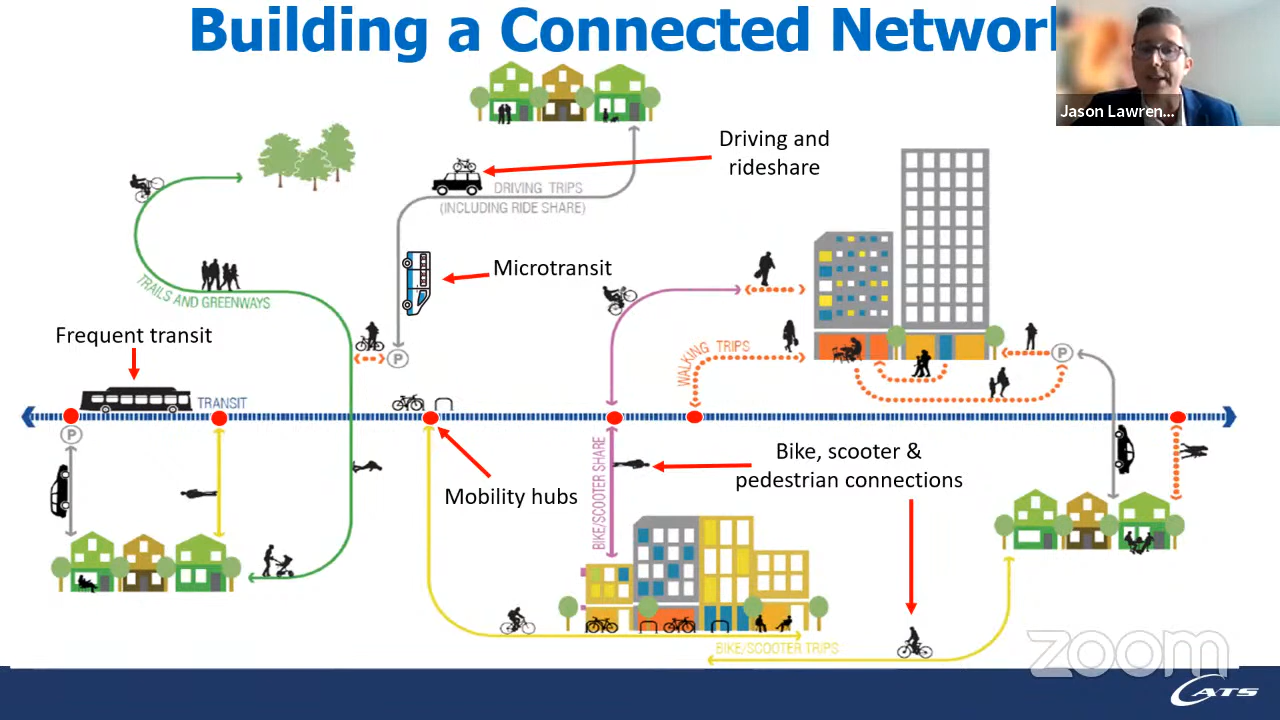 Building a Connected Networ
Jason Lawren...
Driving and
rideshare
DRIVING TRIPS
(INCLUDING RIDE SHARE)
Microtransit
TRAILS AND GREENWAYS
Frequent transit
P
WALKING TRIPS
P
TRANSIT
P
BIKE/SCOOTER SHARE
Bike, scooter &
pedestrian connections
Mobility hubs
BIKE/SCOOTER TRIPS
zoom
CATS